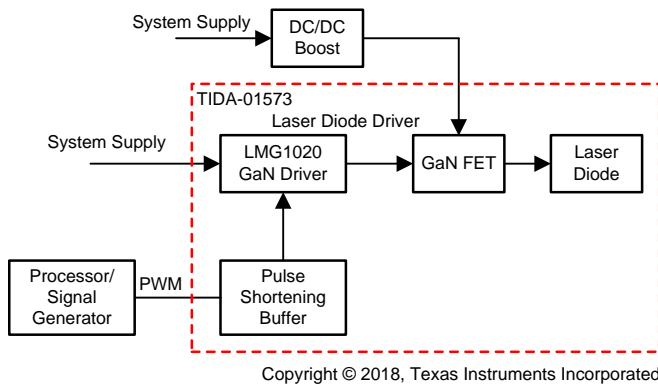 System Supply
DC/DC
Boost
TIDA-01573
Laser Diode Driver
System Supply
LMG1020
GaN Driver
GaN FET
Laser
Diode
Processor/
Signal
Generator
PWM
Pulse
Shortening
Buffer
Copyright © 2018, Texas Instruments Incorporated